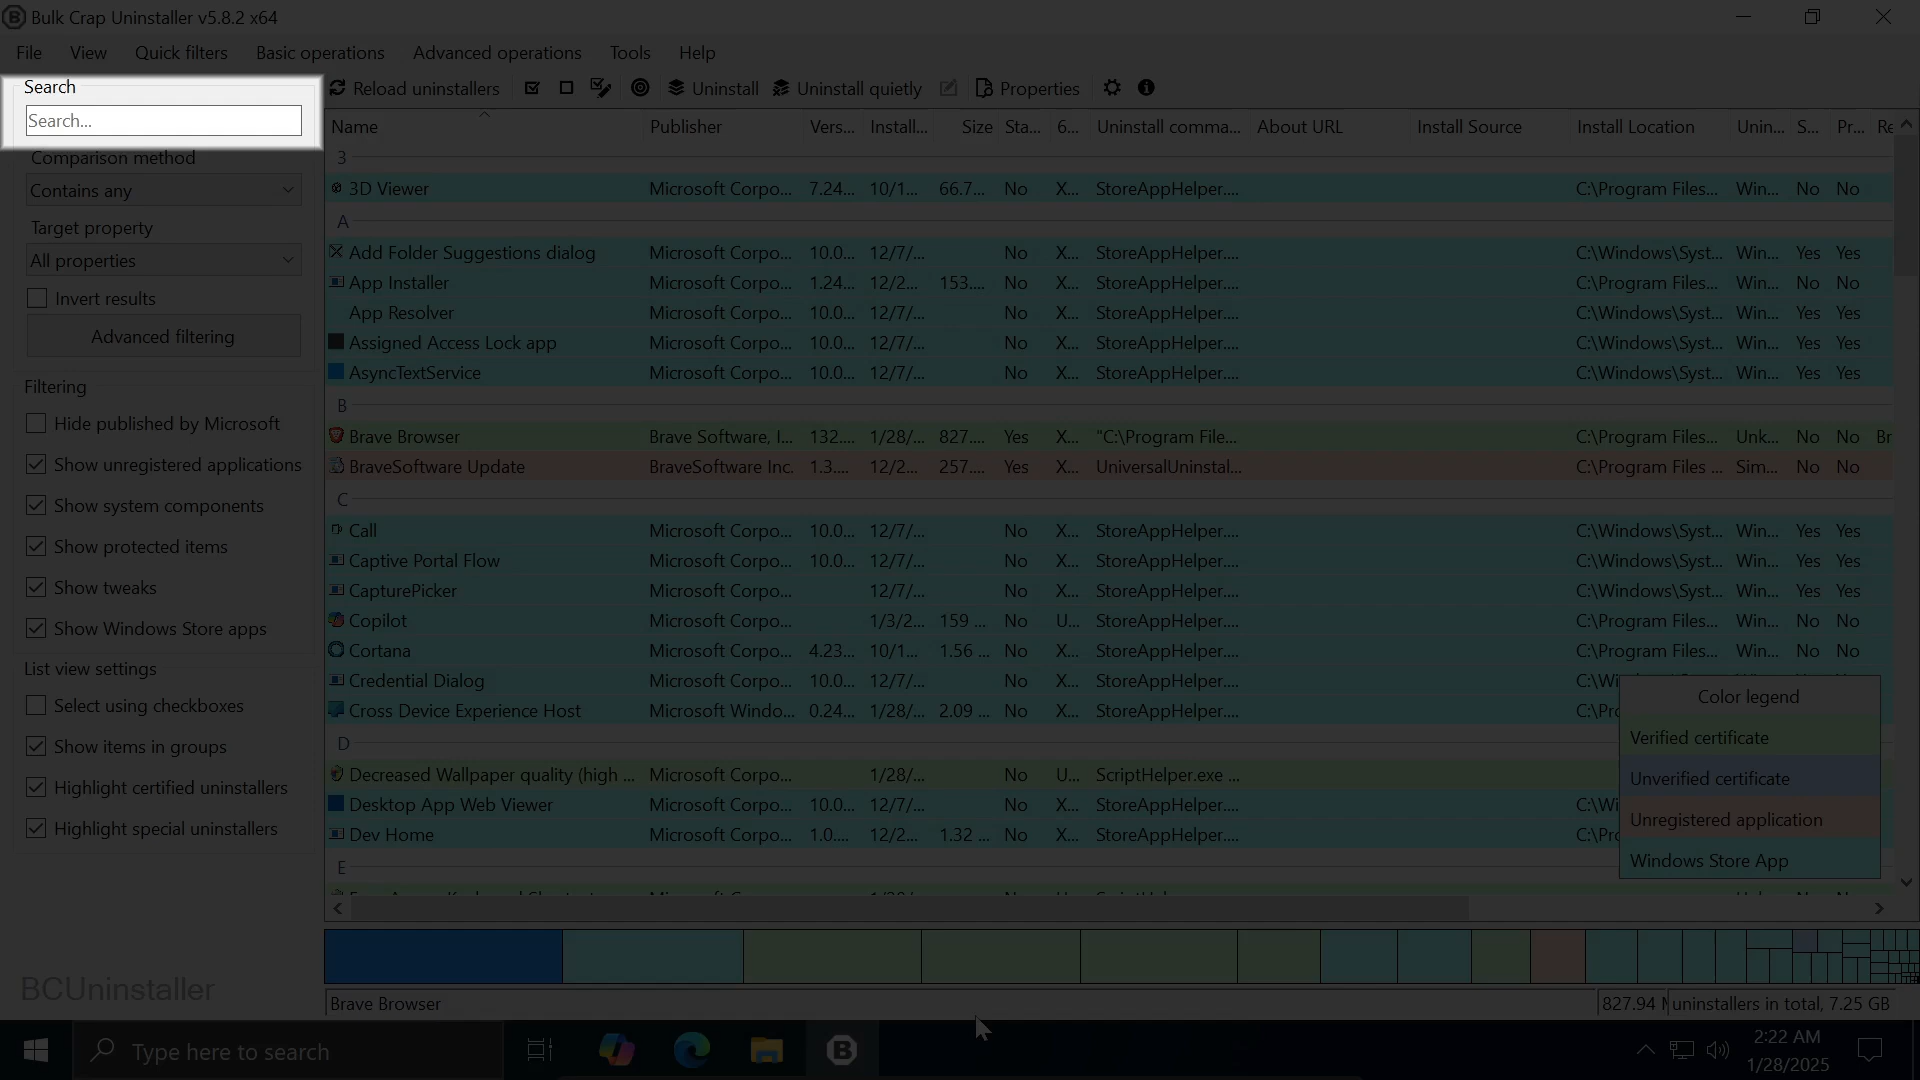 Bulk Crap Uninstaller v5.8.2 x64
File View Quick filters Basic operations Advanced operations Tools Help
Search
Search...
Comparison method
Contains any
Target property
All properties
Invert results
Advanced filtering
Filtering
Hide published by Microsoft
Show unregistered applications
Show system components
Show protected items
Show tweaks
Show Windows Store apps
List view settings
Select using checkboxes
Show items in groups
Highlight certified uninstallers
Highlight special uninstallers
BCUninstaller
Reload uninstallers Uninstall Uninstall quietly Properties
Name Publisher Vers... Install... Size Sta... 6... Uninstall comma... About URL Install Source Install Location Unin... S... Pr... Re
3
3D Viewer Microsoft Corpo... 7.24... 10/1... 66.7... No X... StoreAppHelper.... C:\Program Files... Win... No No
A
Add Folder Suggestions dialog Microsoft Corpo... 10.0... 12/7/... No X... StoreAppHelper.... C:\Windows\Syst... Win... Yes Yes
App Installer Microsoft Corpo... 1.24... 12/2... 153.... No X... StoreAppHelper.... C:\Program Files... Win... No No
App Resolver Microsoft Corpo... 10.0... 12/7/... No X... StoreAppHelper.... C:\Windows\Syst... Win... Yes Yes
Assigned Access Lock app Microsoft Corpo... 10.0... 12/7/... No X... StoreAppHelper.... C:\Windows\Syst... Win... Yes Yes
AsyncTextService Microsoft Corpo... 10.0... 12/7/... No X... StoreAppHelper.... C:\Windows\Syst... Win... Yes Yes
B
Brave Browser Brave Software, I... 132.... 1/28/... 827.... Yes X... "C:\Program File... C:\Program Files... Unk... No No Br
BraveSoftware Update BraveSoftware Inc. 1.3.... 12/2... 257.... Yes X... UniversalUninstal... C:\Program Files ... Sim... No No
C
Call Microsoft Corpo... 10.0... 12/7/... No X... StoreAppHelper.... C:\Windows\Syst... Win... Yes Yes
Captive Portal Flow Microsoft Corpo... 10.0... 12/7/... No X... StoreAppHelper.... C:\Windows\Syst... Win... Yes Yes
CapturePicker Microsoft Corpo... 12/7/... No X... StoreAppHelper.... C:\Windows\Syst... Win... Yes Yes
Copilot Microsoft Corpo... 1/3/2... 159 ... No U... StoreAppHelper.... C:\Program Files... Win... No No
Cortana Microsoft Corpo... 4.23... 10/1... 1.56 ... No X... StoreAppHelper.... C:\Program Files... Win... No No
Credential Dialog Microsoft Corpo... 10.0... 12/7/... No X... StoreAppHelper....
Cross Device Experience Host Microsoft Windo... 0.24... 1/28/... 2.09 ... No X... StoreAppHelper.... C:\Pro
D
Decreased Wallpaper quality (high ... Microsoft Corpo... 1/28/... No U... ScriptHelper.exe ...
Desktop App Web Viewer Microsoft Corpo... 10.0... 12/7/... No X... StoreAppHelper.... C:\Wi
Dev Home Microsoft Corpo... 1.0.... 12/2... 1.32 ... No X... StoreAppHelper.... C:\Pro
E
Color legend
Verified certificate
Unverified certificate
Unregistered application
Windows Store App
Brave Browser 827.94 uninstallers in total, 7.25 GB
Type here to search
2:22 AM
1/28/2025